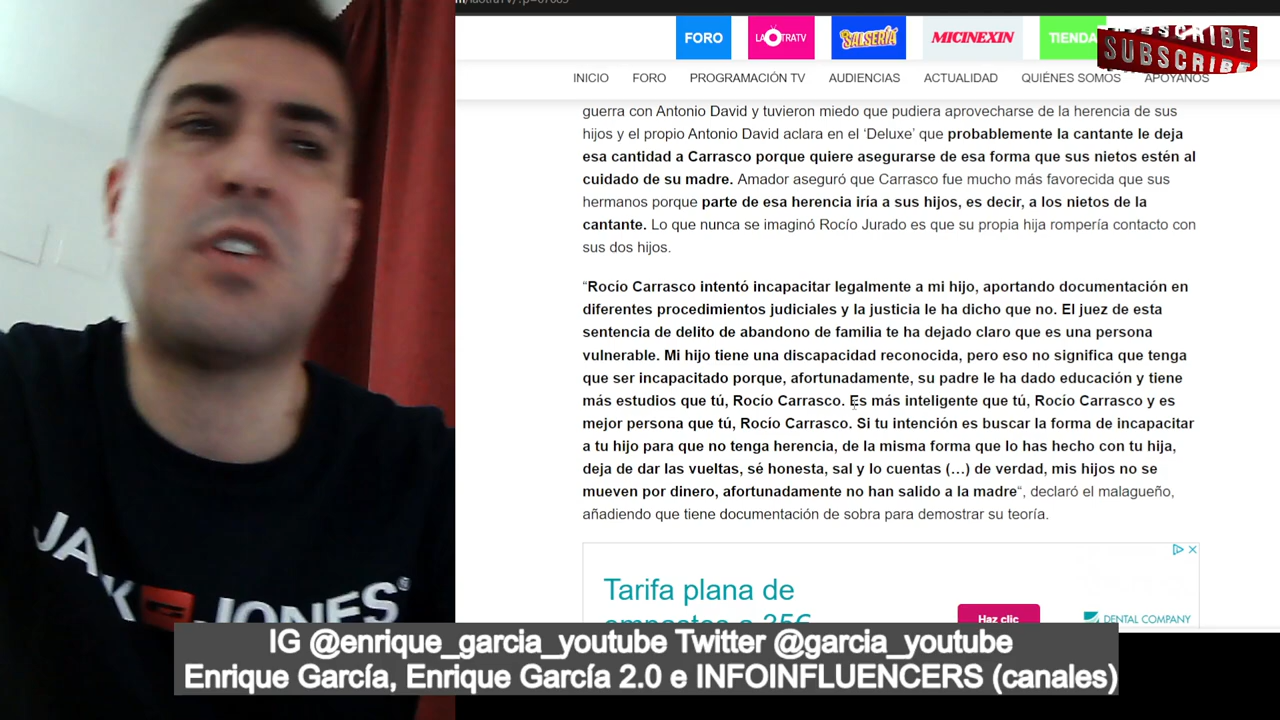 FORO
LA OTRATV
SALSERÍA
MICINEXIN
TIENDA
SUBSCRIBE
SUBSCRIBE
INICIO FORO PROGRAMACIÓN TV AUDIENCIAS ACTUALIDAD QUIÉNES SOMOS APÓYANOS
guerra con Antonio David y tuvieron miedo que pudiera aprovecharse de la herencia de sus
hijos y el propio Antonio David aclara en el ‘Deluxe’ que probablemente la cantante le deja
esa cantidad a Carrasco porque quiere asegurarse de esa forma que sus nietos estén al
cuidado de su madre. Amador aseguró que Carrasco fue mucho más favorecida que sus
hermanos porque parte de esa herencia iría a sus hijos, es decir, a los nietos de la
cantante. Lo que nunca se imaginó Rocío Jurado es que su propia hija rompería contacto con
sus dos hijos.
“Rocío Carrasco intentó incapacitar legalmente a mi hijo, aportando documentación en
diferentes procedimientos judiciales y la justicia le ha dicho que no. El juez de esta
sentencia de delito de abandono de familia te ha dejado claro que es una persona
vulnerable. Mi hijo tiene una discapacidad reconocida, pero eso no significa que tenga
que ser incapacitado porque, afortunadamente, su padre le ha dado educación y tiene
más estudios que tú, Rocío Carrasco. Es más inteligente que tú, Rocío Carrasco y es
mejor persona que tú, Rocío Carrasco. Si tu intención es buscar la forma de incapacitar
a tu hijo para que no tenga herencia, de la misma forma que lo has hecho con tu hija,
deja de dar las vueltas, sé honesta, sal y lo cuentas (…) de verdad, mis hijos no se
mueven por dinero, afortunadamente no han salido a la madre“, declaró el malagueño,
añadiendo que tiene documentación de sobra para demostrar su teoría.
Tarifa plana de
empastes a 35€
Haz clic
DENTAL COMPANY
JACK JONES®
IG @enrique_garcia_youtube Twitter @garcia_youtube
Enrique García, Enrique García 2.0 e INFOINFLUENCERS (canales)